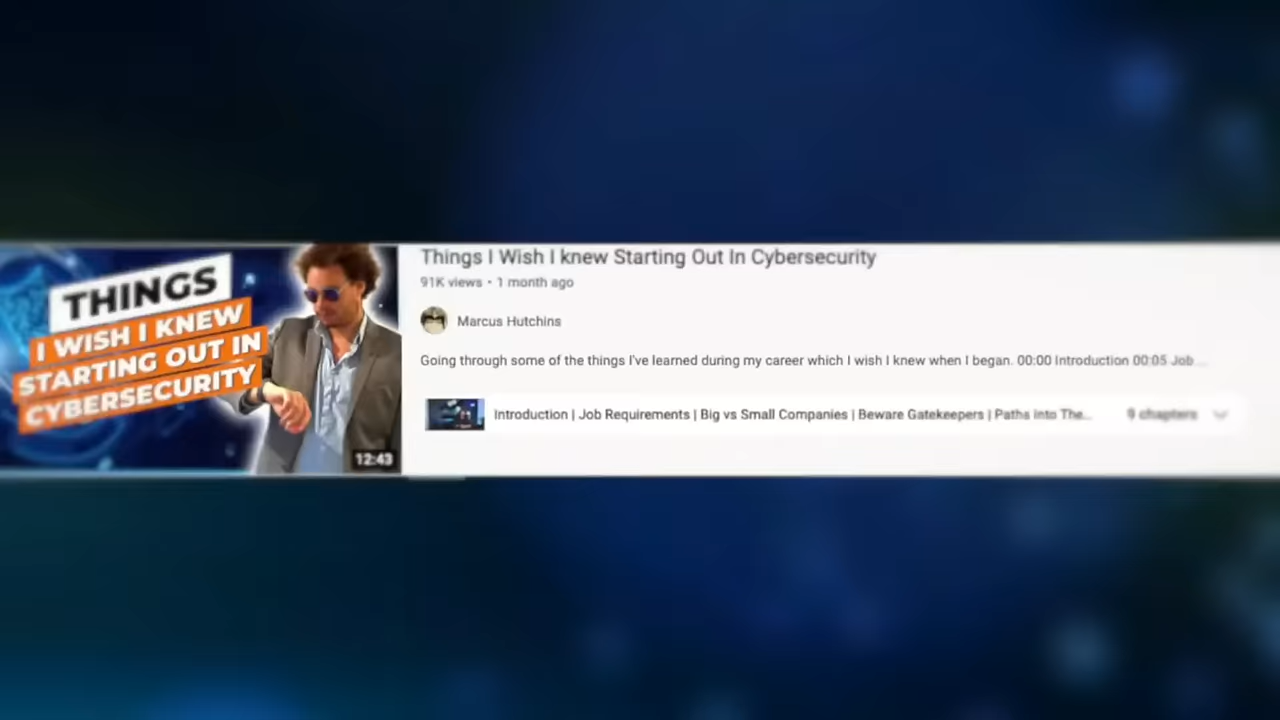 THINGS
I WISH I KNEW
STARTING OUT IN
CYBERSECURITY
12:43
Things I Wish I knew Starting Out In Cybersecurity
91K views • 1 month ago
Marcus Hutchins
Going through some of the things I've learned during my career which I wish I knew when I began. 00:00 Introduction 00:05 Job ...
Introduction | Job Requirements | Big vs Small Companies | Beware Gatekeepers | Paths Into The...
9 chapters